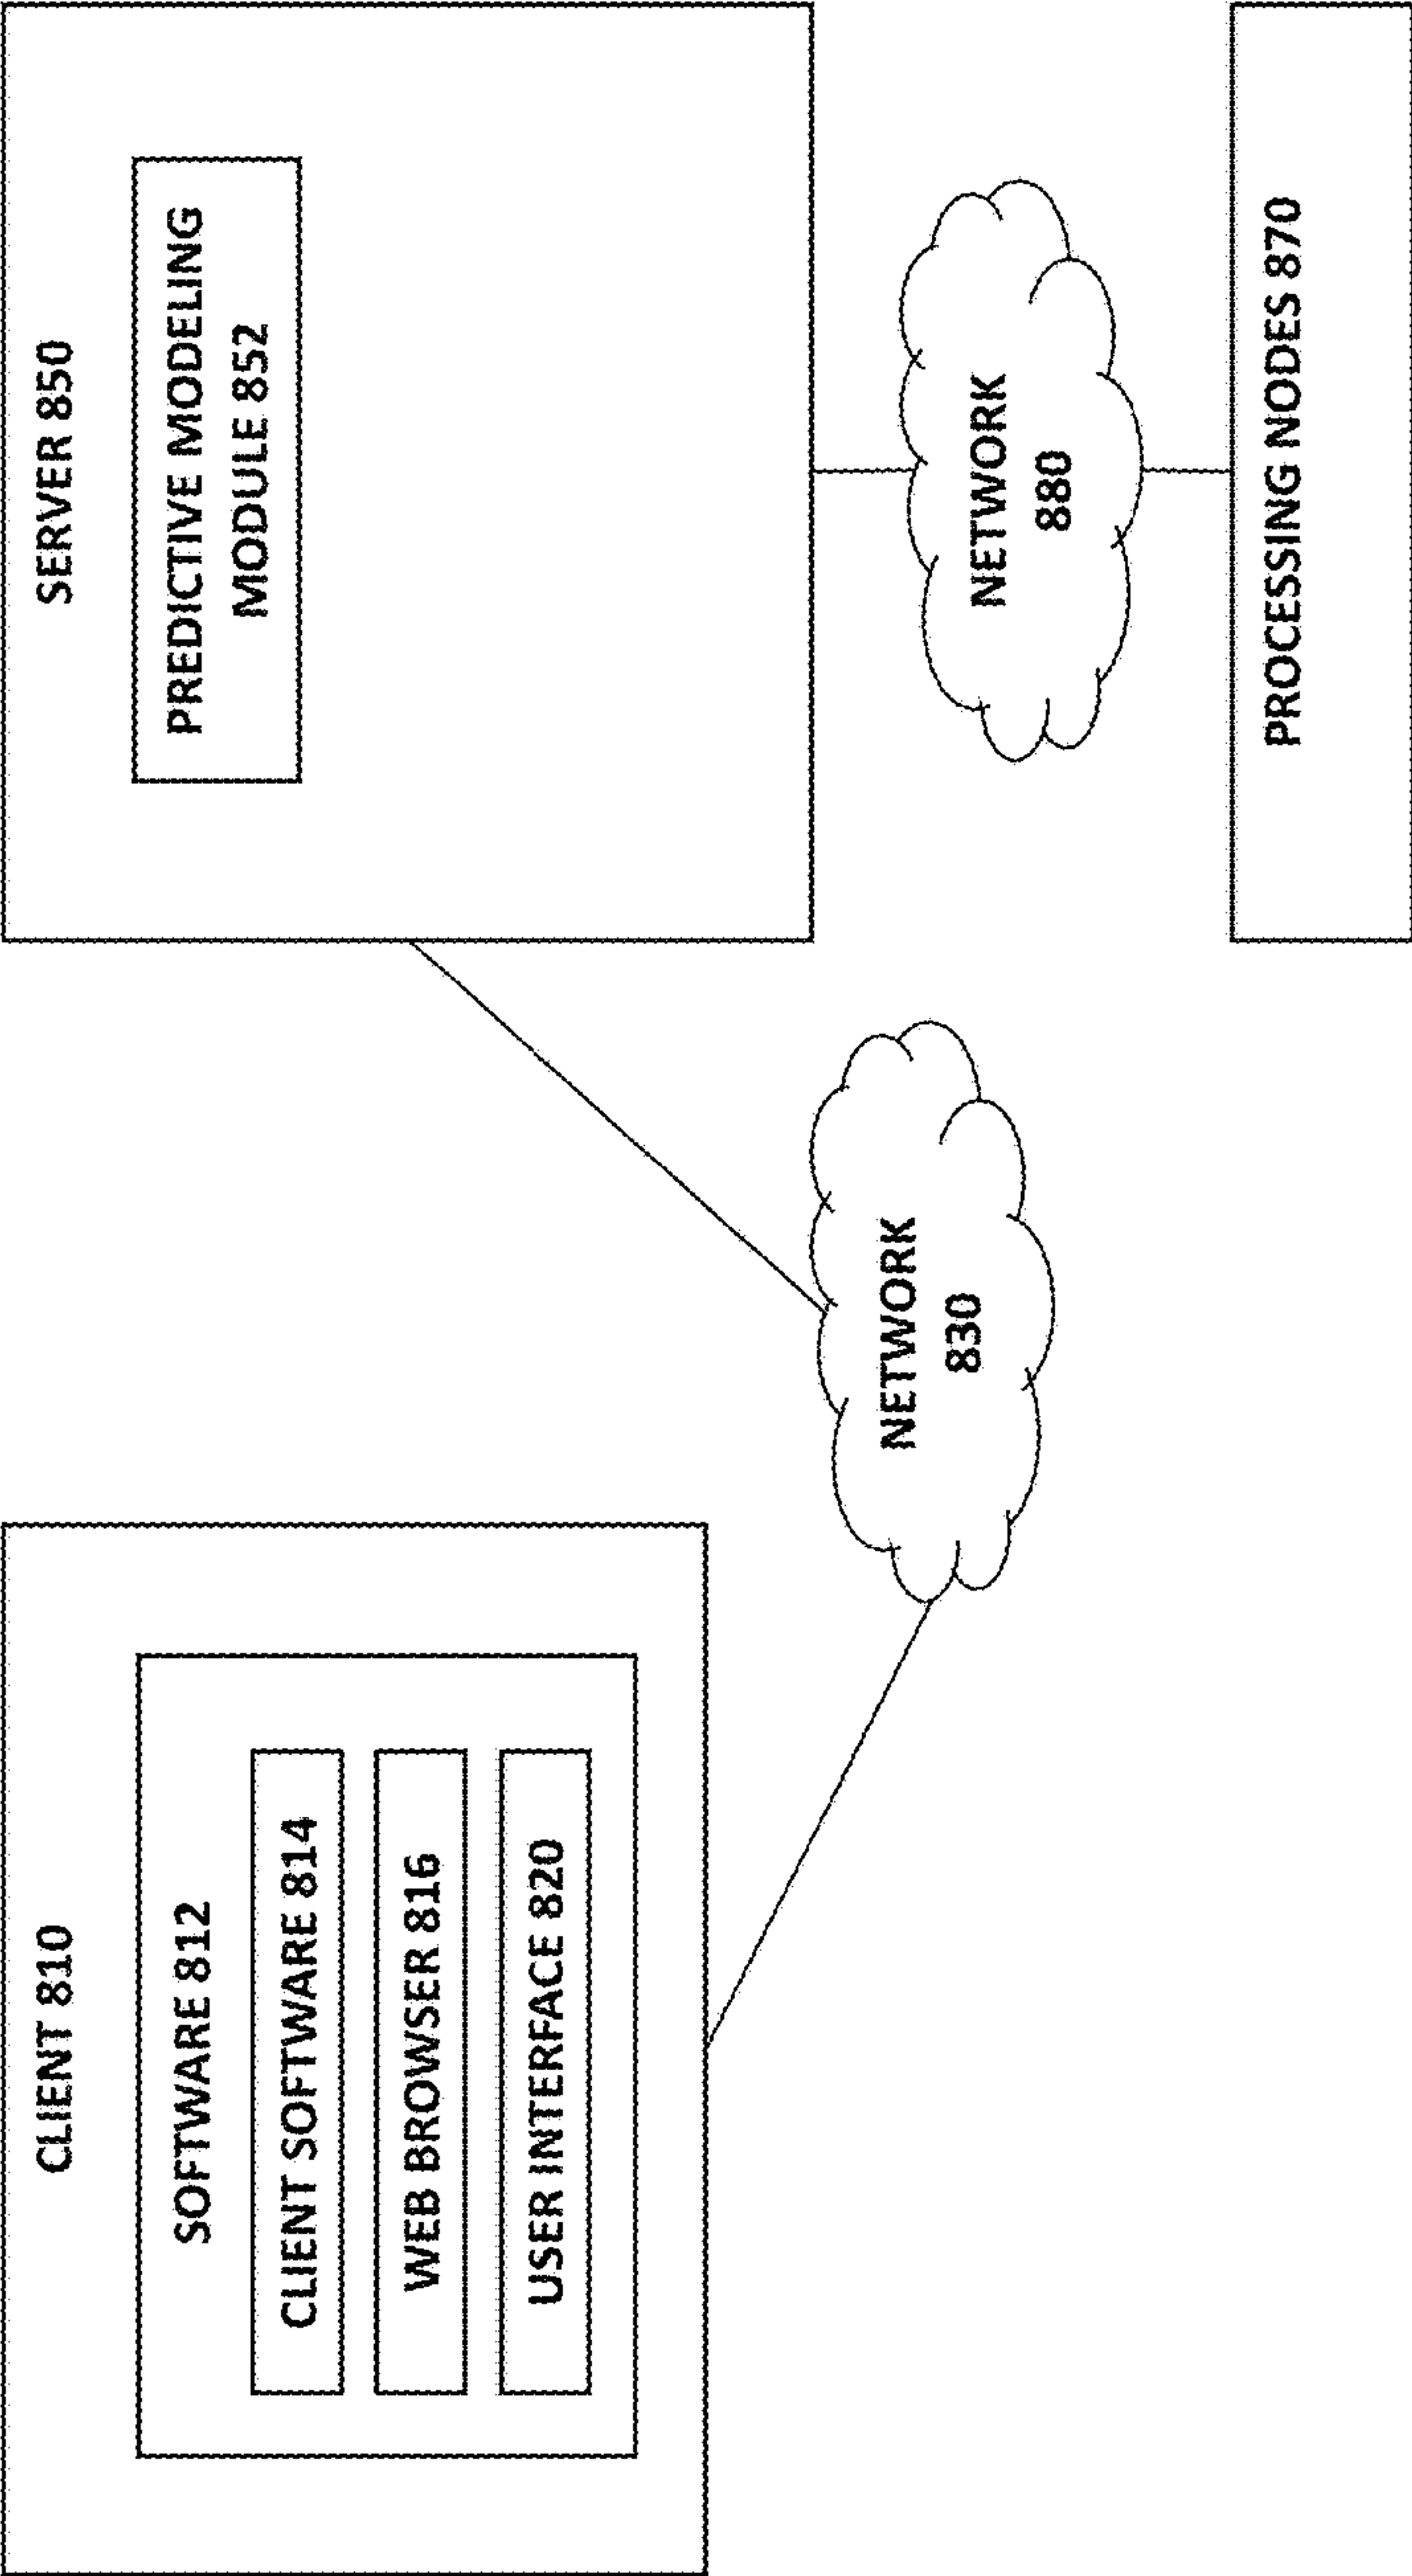 CLIENT 810
SOFTWARE 812
CLIENT SOFTWARE 814
WEB BROWSER 816
USER INTERFACE 820
NETWORK
830
SERVER 850
PREDICTIVE MODELING
MODULE 852
NETWORK
880
PROCESSING NODES 870